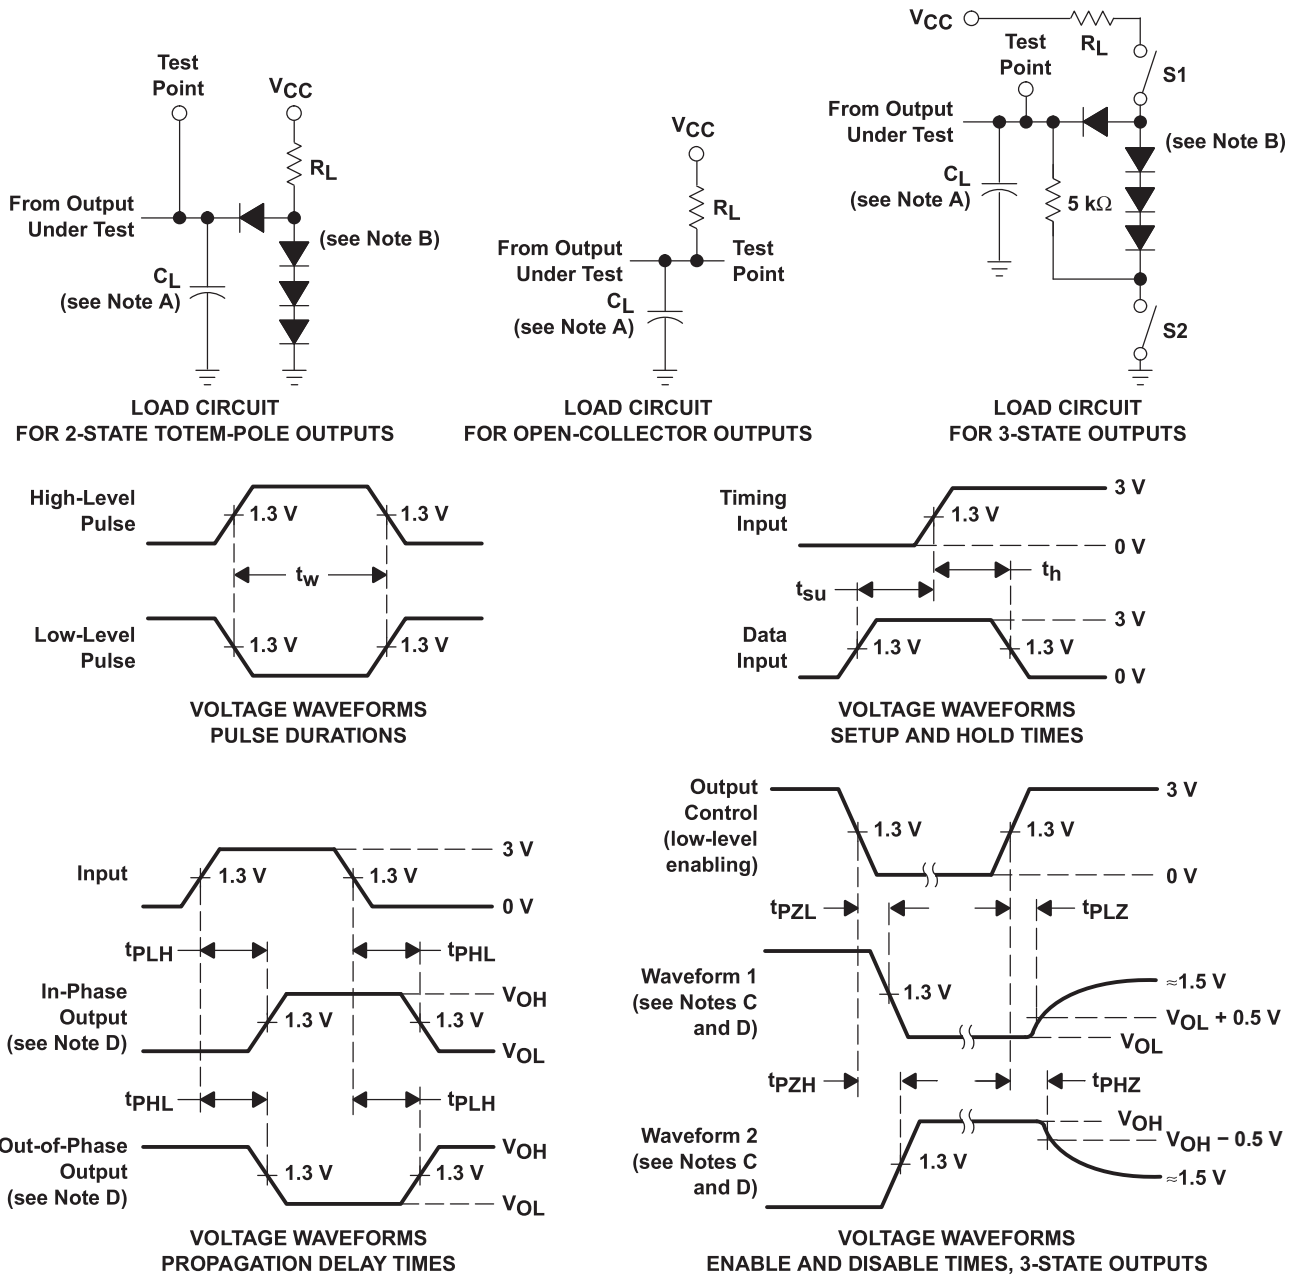 Test
Point
VCC
RL
From Output
Under Test
(see Note B)
CL
(see Note A)
LOAD CIRCUIT
FOR 2-STATE TOTEM-POLE OUTPUTS
VCC
RL
From Output
Under Test
Test
Point
CL
(see Note A)
LOAD CIRCUIT
FOR OPEN-COLLECTOR OUTPUTS
VCC
RL
Test
Point
S1
From Output
Under Test
(see Note B)
CL
(see Note A)
5 kΩ
S2
LOAD CIRCUIT
FOR 3-STATE OUTPUTS
High-Level
Pulse
1.3 V
1.3 V
tw
Low-Level
Pulse
1.3 V
1.3 V
VOLTAGE WAVEFORMS
PULSE DURATIONS
Timing
Input
3 V
1.3 V
0 V
th
tsu
3 V
Data
Input
1.3 V
1.3 V
0 V
VOLTAGE WAVEFORMS
SETUP AND HOLD TIMES
3 V
Input
1.3 V
1.3 V
0 V
tPLH
tPHL
In-Phase
Output
(see Note D)
VOH
1.3 V
1.3 V
VOL
tPHL
tPLH
Out-of-Phase
Output
(see Note D)
VOH
1.3 V
1.3 V
VOL
VOLTAGE WAVEFORMS
PROPAGATION DELAY TIMES
Output
Control
(low-level
enabling)
3 V
1.3 V
1.3 V
0 V
tPZL
tPLZ
Waveform 1
(see Notes C
and D)
1.3 V
≈1.5 V
VOL + 0.5 V
VOL
tPZH
tPHZ
Waveform 2
(see Notes C
and D)
1.3 V
VOH
VOH − 0.5 V
≈1.5 V
VOLTAGE WAVEFORMS
ENABLE AND DISABLE TIMES, 3-STATE OUTPUTS